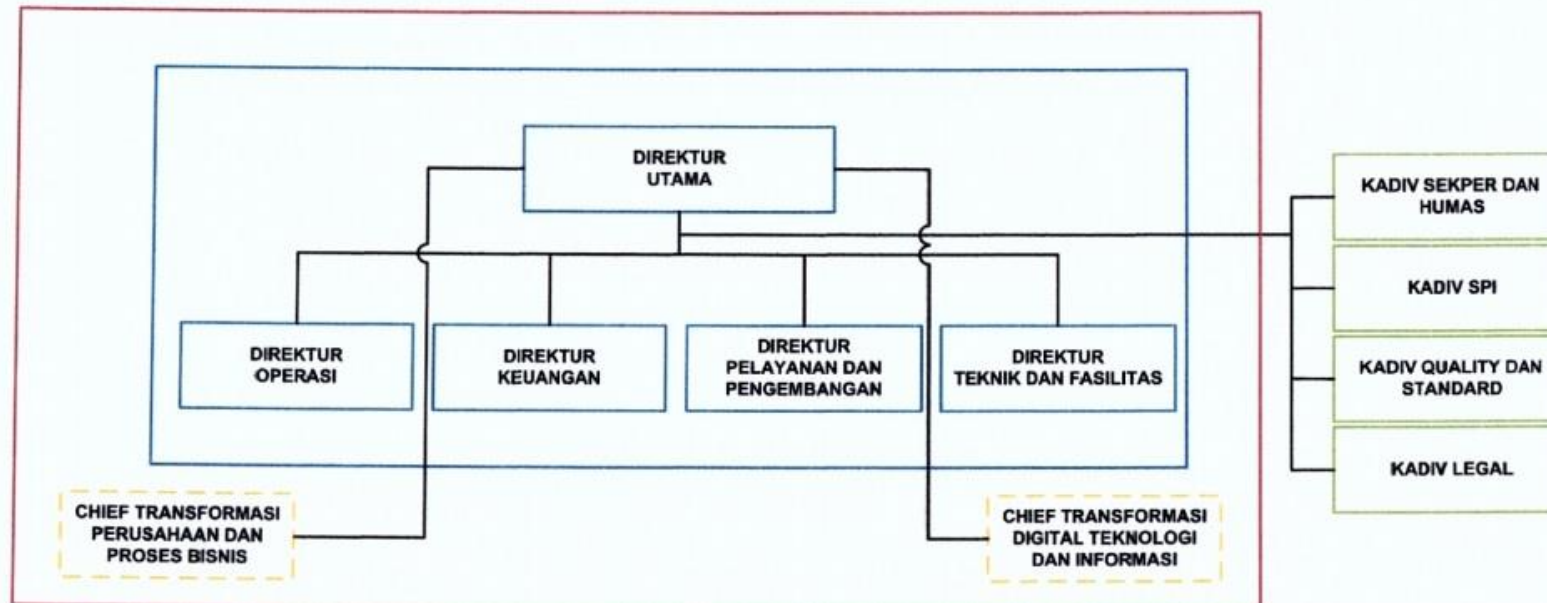 DIREKTUR
UTAMA
KADIV SEKPER DAN
HUMAS
KADIV SPI
DIREKTUR
OPERASI
DIREKTUR
KEUANGAN
DIREKTUR
PELAYANAN DAN
PENGEMBANGAN
DIREKTUR
TEKNIK DAN FASILITAS
KADIV QUALITY DAN
STANDARD
KADIV LEGAL
CHIEF TRANSFORMASI
PERUSAHAAN DAN
PROSES BISNIS
CHIEF TRANSFORMASI
DIGITAL TEKNOLOGI
DAN INFORMASI